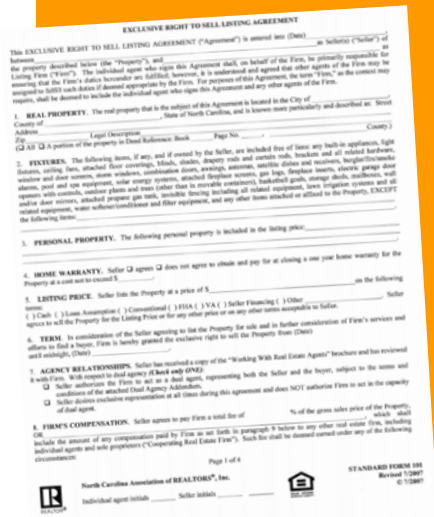 EXCLUSIVE RIGHT TO SELL LISTING AGREEMENT
This EXCLUSIVE RIGHT TO SELL LISTING AGREEMENT ("Agreement") is entered into (Date)
between as Seller(s) ("Seller") of
the property described below (the "Property"), and as
Listing Firm ("Firm"). The individual agent who signs this Agreement shall, on behalf of the Firm, be primarily responsible for
ensuring that the Firm's duties hereunder are fulfilled; however, it is understood and agreed that other agents of the Firm may be
assigned to fulfill such duties if deemed appropriate by the Firm. For purposes of this Agreement, the term "Firm," as the context may
require, shall be deemed to include the individual agent who signs this Agreement and any other agents of the Firm.
1. REAL PROPERTY. The real property that is the subject of this Agreement is located in the City of
County of , State of North Carolina, and is known more particularly and described as: Street
Address
Zip Legal Description
(❑ All ❑ A portion of the property in Deed Reference: Book Page No. County.)
2. FIXTURES. The following items, if any, and if owned by the Seller, are included free of liens: any built-in appliances, light
fixtures, ceiling fans, attached floor coverings, blinds, shades, drapery rods and curtain rods, brackets and all related hardware,
window and door screens, storm windows, combination doors, awnings, antennas, satellite dishes and receivers, burglar/fire/smoke
alarms, pool and spa equipment, solar energy systems, attached fireplace screens, gas logs, fireplace inserts, electric garage door
openers with controls, outdoor plants and trees (other than in movable containers), basketball goals, storage sheds, mailboxes, wall
and/or door mirrors, attached propane gas tank, invisible fencing including all related equipment, lawn irrigation systems and all
related equipment, water softener/conditioner and filter equipment, and any other items attached or affixed to the Property, EXCEPT
the following items:
3. PERSONAL PROPERTY. The following personal property is included in the listing price:
4. HOME WARRANTY. Seller ❑ agrees ❑ does not agree to obtain and pay for at closing a one year home warranty for the
Property at a cost not to exceed $
5. LISTING PRICE. Seller lists the Property at a price of $ on the following
terms:
( ) Cash ( ) Loan Assumption ( ) Conventional ( ) FHA ( ) VA ( ) Seller Financing ( ) Other Seller
agrees to sell the Property for the Listing Price or for any other price or on any other terms acceptable to Seller.
6. TERM. In consideration of the Seller agreeing to list the Property for sale and in further consideration of Firm's services and
efforts to find a buyer, Firm is hereby granted the exclusive right to sell the Property from (Date)
until midnight, (Date)
7. AGENCY RELATIONSHIPS. Seller has received a copy of the "Working With Real Estate Agents" brochure and has reviewed
it with Firm. With respect to dual agency (Check only ONE):
❑ Seller authorizes the Firm to act as a dual agent, representing both the Seller and the buyer, subject to the terms and
conditions of the attached Dual Agency Addendum.
❑ Seller desires exclusive representation at all times during this agreement and does NOT authorize Firm to act in the capacity
of dual agent.
8. FIRM'S COMPENSATION. Seller agrees to pay Firm a total fee of % of the gross sales price of the Property,
OR , which shall
include the amount of any compensation paid by Firm as set forth in paragraph 9 below to any other real estate firm, including
individual agents and sole proprietors ("Cooperating Real Estate Firm"). Such fee shall be deemed earned under any of the following
circumstances:
Page 1 of 4
North Carolina Association of REALTORS®, Inc.
STANDARD FORM 101
Revised 7/2007
© 7/2007
Individual agent initials Seller initials
REALTOR®